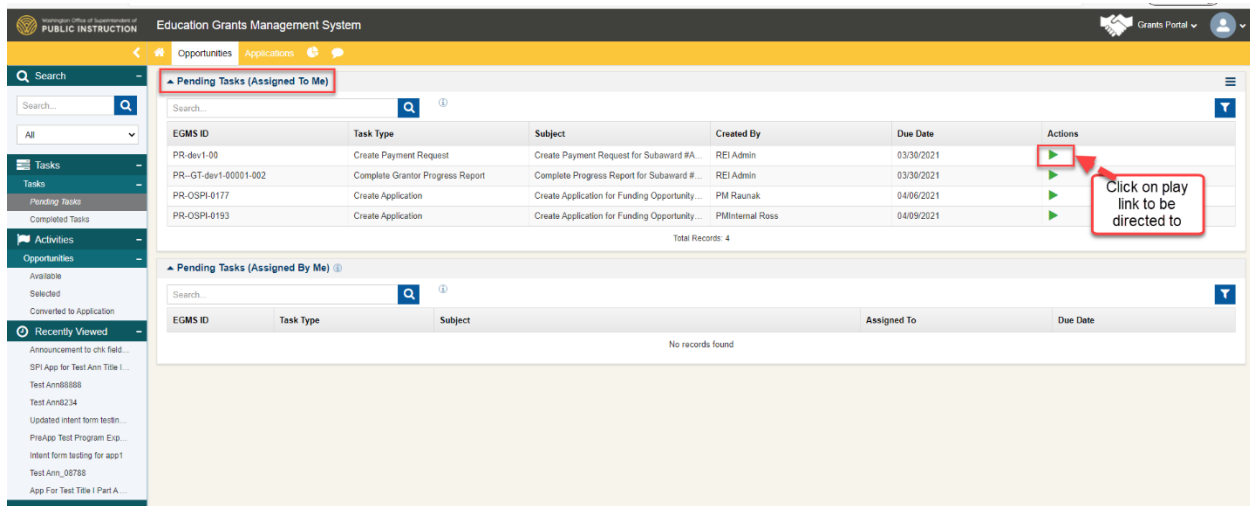 Washington Office of Superintendent of
PUBLIC INSTRUCTION
Education Grants Management System
Grants Portal
Opportunities Applications
Search
Search...
All
Tasks
Tasks
Pending Tasks
Completed Tasks
Activities
Opportunities
Available
Selected
Converted to Application
Recently Viewed
Announcement to chk field...
SPI App for Test Ann Title I...
Test Ann88888
Test Ann8234
Updated intent form testin...
PreApp Test Program Exp...
Intent form testing for app1
Test Ann_08788
App For Test Title I Part A ...
Pending Tasks (Assigned To Me)
Search...
EGMS ID Task Type Subject Created By Due Date Actions
PR-dev1-00 Create Payment Request Create Payment Request for Subaward #A... REI Admin 03/30/2021
PR--GT-dev1-00001-002 Complete Grantor Progress Report Complete Progress Report for Subaward #... REI Admin 03/30/2021
PR-OSPI-0177 Create Application Create Application for Funding Opportunity... PM Raunak 04/06/2021
PR-OSPI-0193 Create Application Create Application for Funding Opportunity... PMInternal Ross 04/09/2021
Total Records: 4
Click on play
link to be
directed to
Pending Tasks (Assigned By Me)
Search...
EGMS ID Task Type Subject Assigned To Due Date
No records found